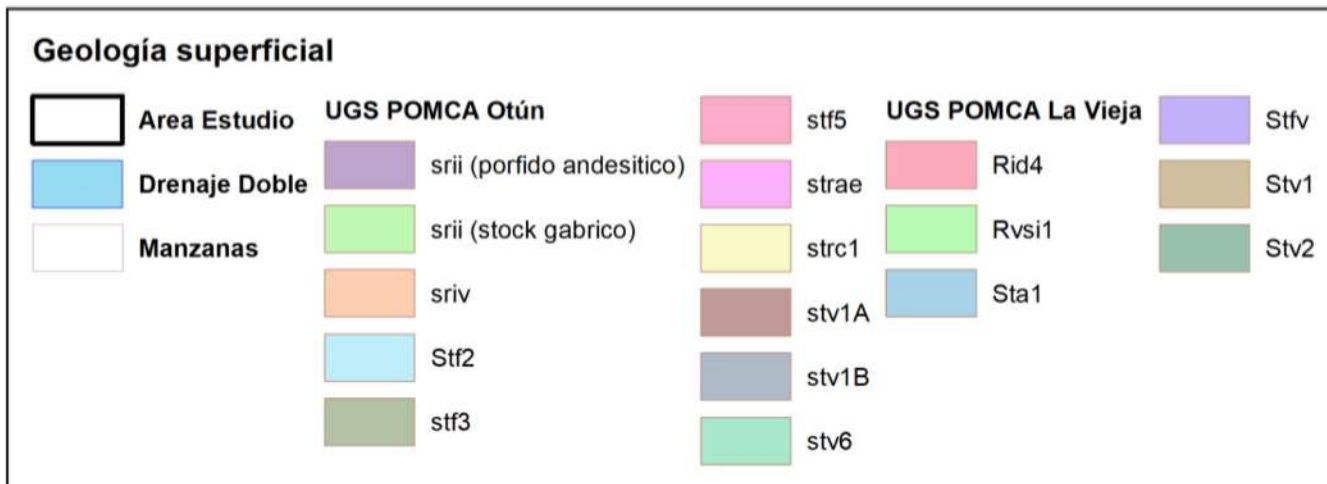 Geología superficial
Area Estudio
Drenaje Doble
Manzanas
UGS POMCA Otún
srii (porfido andesitico)
srii (stock gabrico)
sriv
Stf2
stf3
stf5
strae
strc1
stv1A
stv1B
stv6
UGS POMCA La Vieja
Rid4
Rvsi1
Sta1
Stfv
Stv1
Stv2